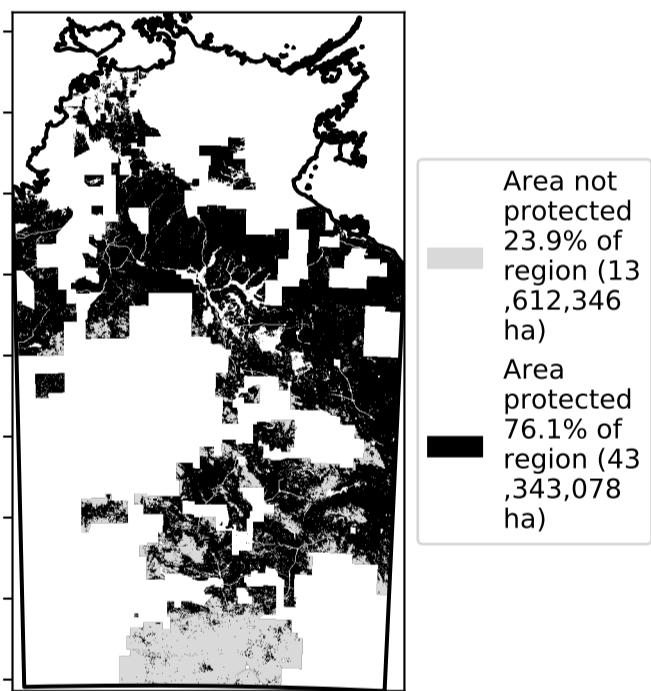 Area not
protected
23.9% of
region (13
,612,346
ha)
Area
protected
76.1% of
region (43
,343,078
ha)